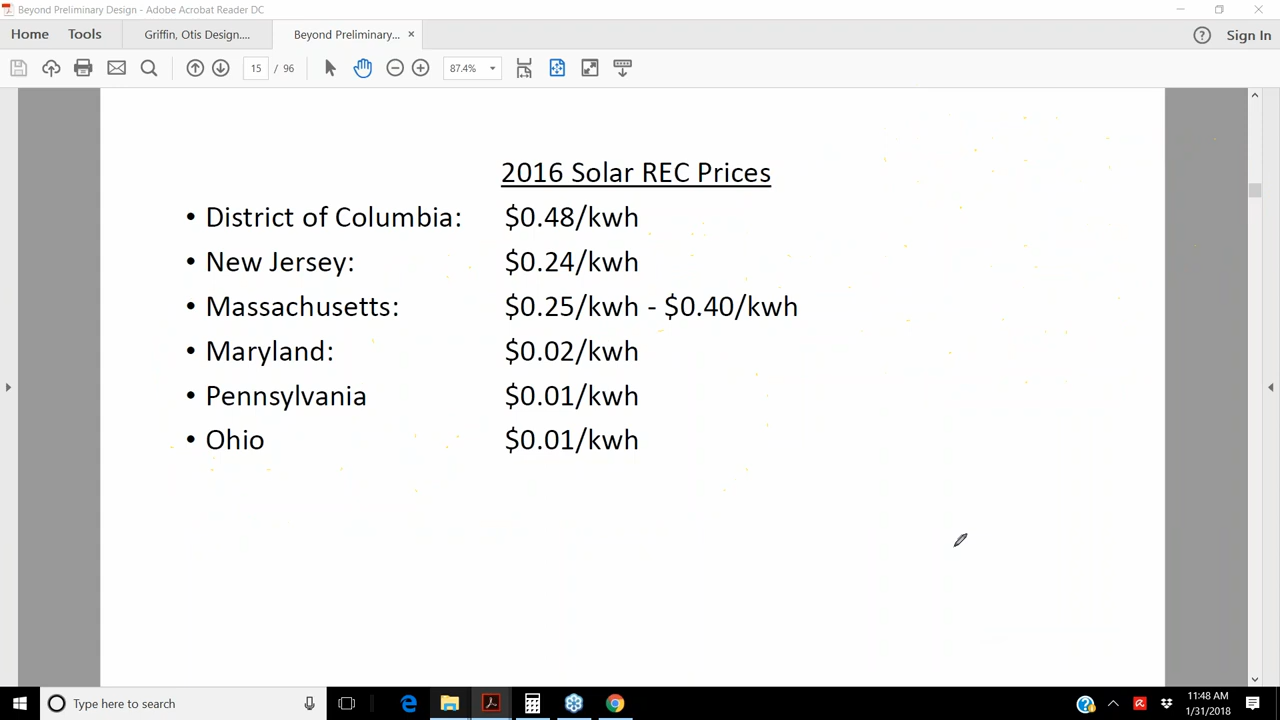 Beyond Preliminary Design - Adobe Acrobat Reader DC
Home Tools Griffin, Otis Design.... Beyond Preliminary... × Sign In
15 / 96 87.4%
2016 Solar REC Prices
• District of Columbia: $0.48/kwh
• New Jersey: $0.24/kwh
• Massachusetts: $0.25/kwh - $0.40/kwh
• Maryland: $0.02/kwh
• Pennsylvania $0.01/kwh
• Ohio $0.01/kwh
Type here to search
11:48 AM
1/31/2018